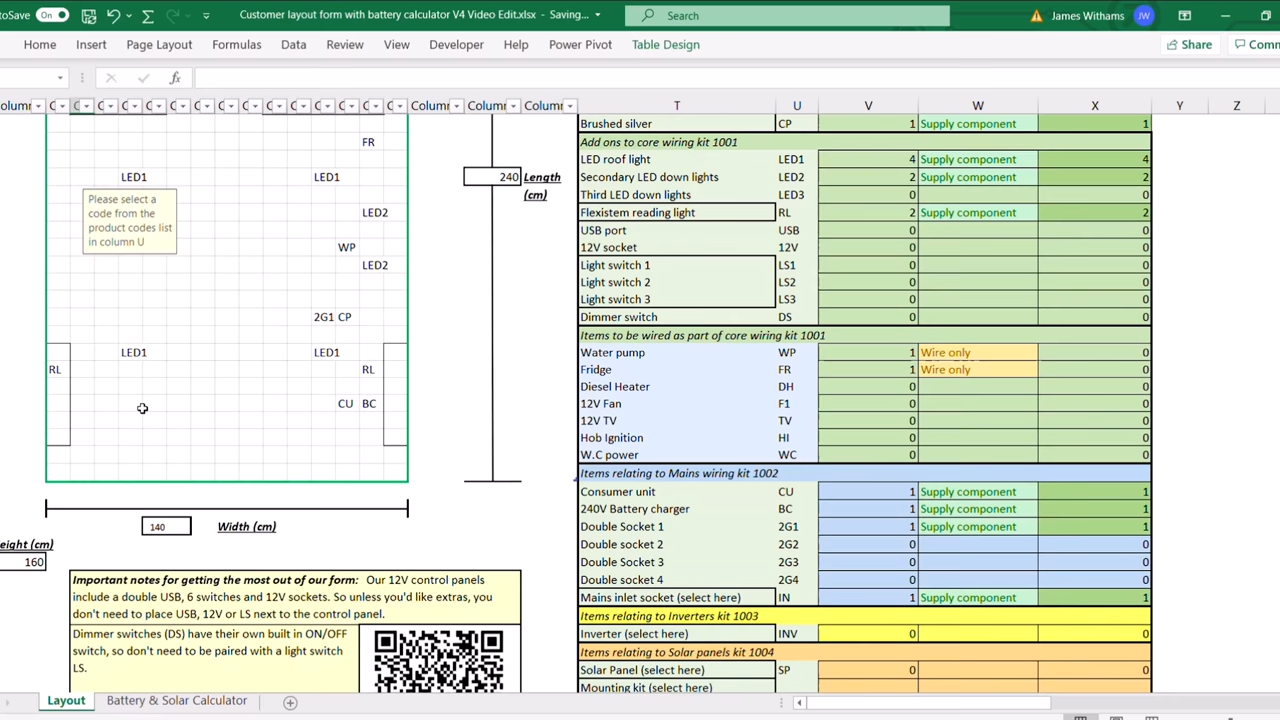 toSave On Customer layout form with battery calculator V4 Video Edit.xlsx - Saving... Search James Withams JW
Home Insert Page Layout Formulas Data Review View Developer Help Power Pivot Table Design Share Comm
fx
olumn C C C C C C C C C C C C C C C Column Column Column T U V W X Y Z
Brushed silver CP 1 Supply component 1
FR Add ons to core wiring kit 1001
LED roof light LED1 4 Supply component 4
LED1 LED1 240 Length Secondary LED down lights LED2 2 Supply component 2
(cm) Third LED down lights LED3 0 0
Please select a
code from the
product codes list
in column U
LED2 Flexistem reading light RL 2 Supply component 2
USB port USB 0 0
WP 12V socket 12V 0 0
LED2 Light switch 1 LS1 0 0
Light switch 2 LS2 0 0
Light switch 3 LS3 0 0
2G1 CP Dimmer switch DS 0 0
Items to be wired as part of core wiring kit 1001
LED1 LED1 Water pump WP 1 Wire only 0
RL RL Fridge FR 1 Wire only 0
Diesel Heater DH 0 0
CU BC 12V Fan F1 0 0
12V TV TV 0 0
Hob Ignition HI 0 0
W.C power WC 0 0
Items relating to Mains wiring kit 1002
Consumer unit CU 1 Supply component 1
240V Battery charger BC 1 Supply component 1
140 Width (cm) Double Socket 1 2G1 1 Supply component 1
eight (cm) Double socket 2 2G2 0 0
160 Double Socket 3 2G3 0 0
Double socket 4 2G4 0 0
Mains inlet socket (select here) IN 1 Supply component 1
Items relating to Inverters kit 1003
Inverter (select here) INV 0 0
Items relating to Solar panels kit 1004
Solar Panel (select here) SP 0 0
Mounting kit (select here)
Important notes for getting the most out of our form: Our 12V control panels
include a double USB, 6 switches and 12V sockets. So unless you'd like extras, you
don't need to place USB, 12V or LS next to the control panel.
Dimmer switches (DS) have their own built in ON/OFF
switch, so don't need to be paired with a light switch
LS.
Layout Battery & Solar Calculator